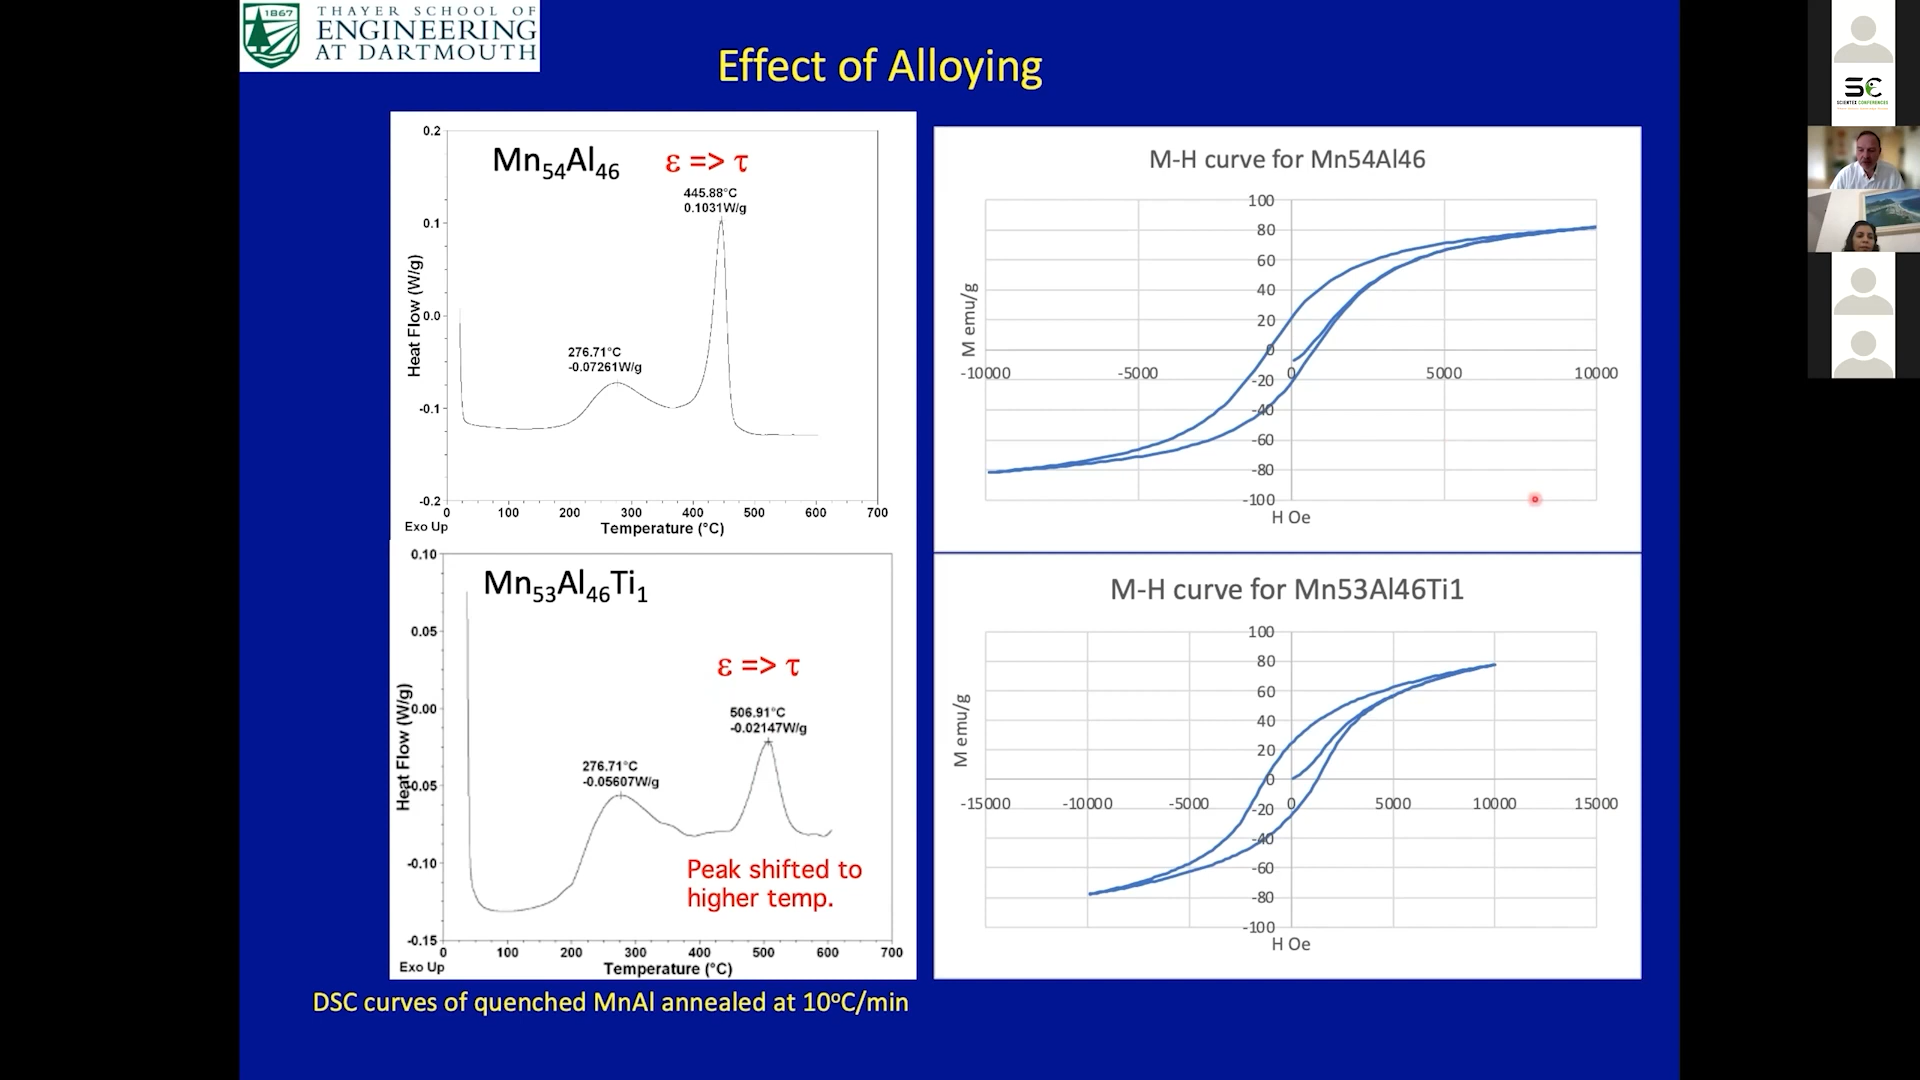 1867
THAYER SCHOOL OF
ENGINEERING
AT DARTMOUTH
Effect of Alloying
Mn54Al46
ε => τ
445.88°C
0.1031W/g
276.71°C
-0.07261W/g
Heat Flow (W/g)
0.2
0.1
0.0
-0.1
-0.2
0 100 200 300 400 500 600 700
Exo Up
Temperature (°C)
M-H curve for Mn54Al46
M emu/g
100
80
60
40
20
0
-20
-40
-60
-80
-100
-10000 -5000 0 5000 10000
H Oe
Mn53Al46Ti1
ε => τ
506.91°C
-0.02147W/g
276.71°C
-0.05607W/g
Peak shifted to
higher temp.
Heat Flow (W/g)
0.10
0.05
0.00
-0.05
-0.10
-0.15
0 100 200 300 400 500 600 700
Exo Up
Temperature (°C)
M-H curve for Mn53Al46Ti1
M emu/g
100
80
60
40
20
0
-20
-40
-60
-80
-100
-15000 -10000 -5000 0 5000 10000 15000
H Oe
DSC curves of quenched MnAl annealed at 10°C/min
SC
SCIENTEX CONFERENCES